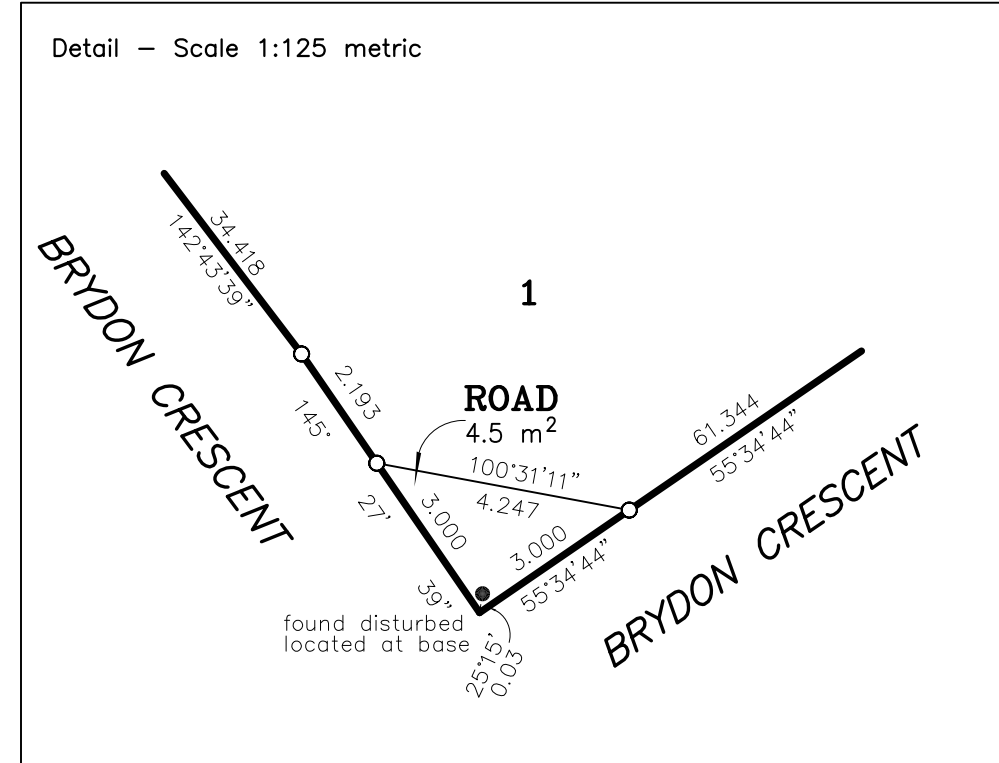 Detail – Scale 1:125 metric
34.418
142°43'39"
BRYDON CRESCENT
1
2.193
145°
27'
39"
ROAD
4.5 m²
100°31'11"
4.247
3.000
3.000
55°34'44"
61.344
55°34'44"
BRYDON CRESCENT
found disturbed
located at base
25°15'
0.03